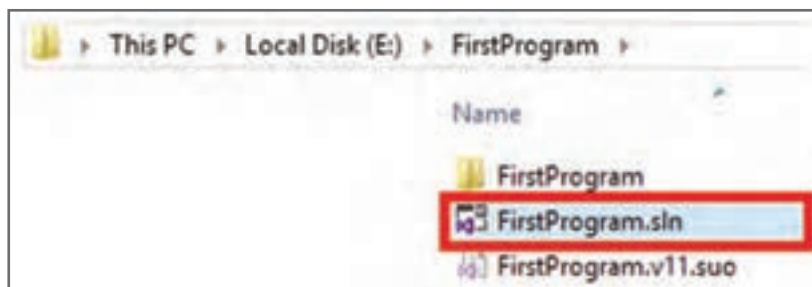 This PC Local Disk (E:) FirstProgram
Name
FirstProgram
FirstProgram.sln
FirstProgram.v11.suo